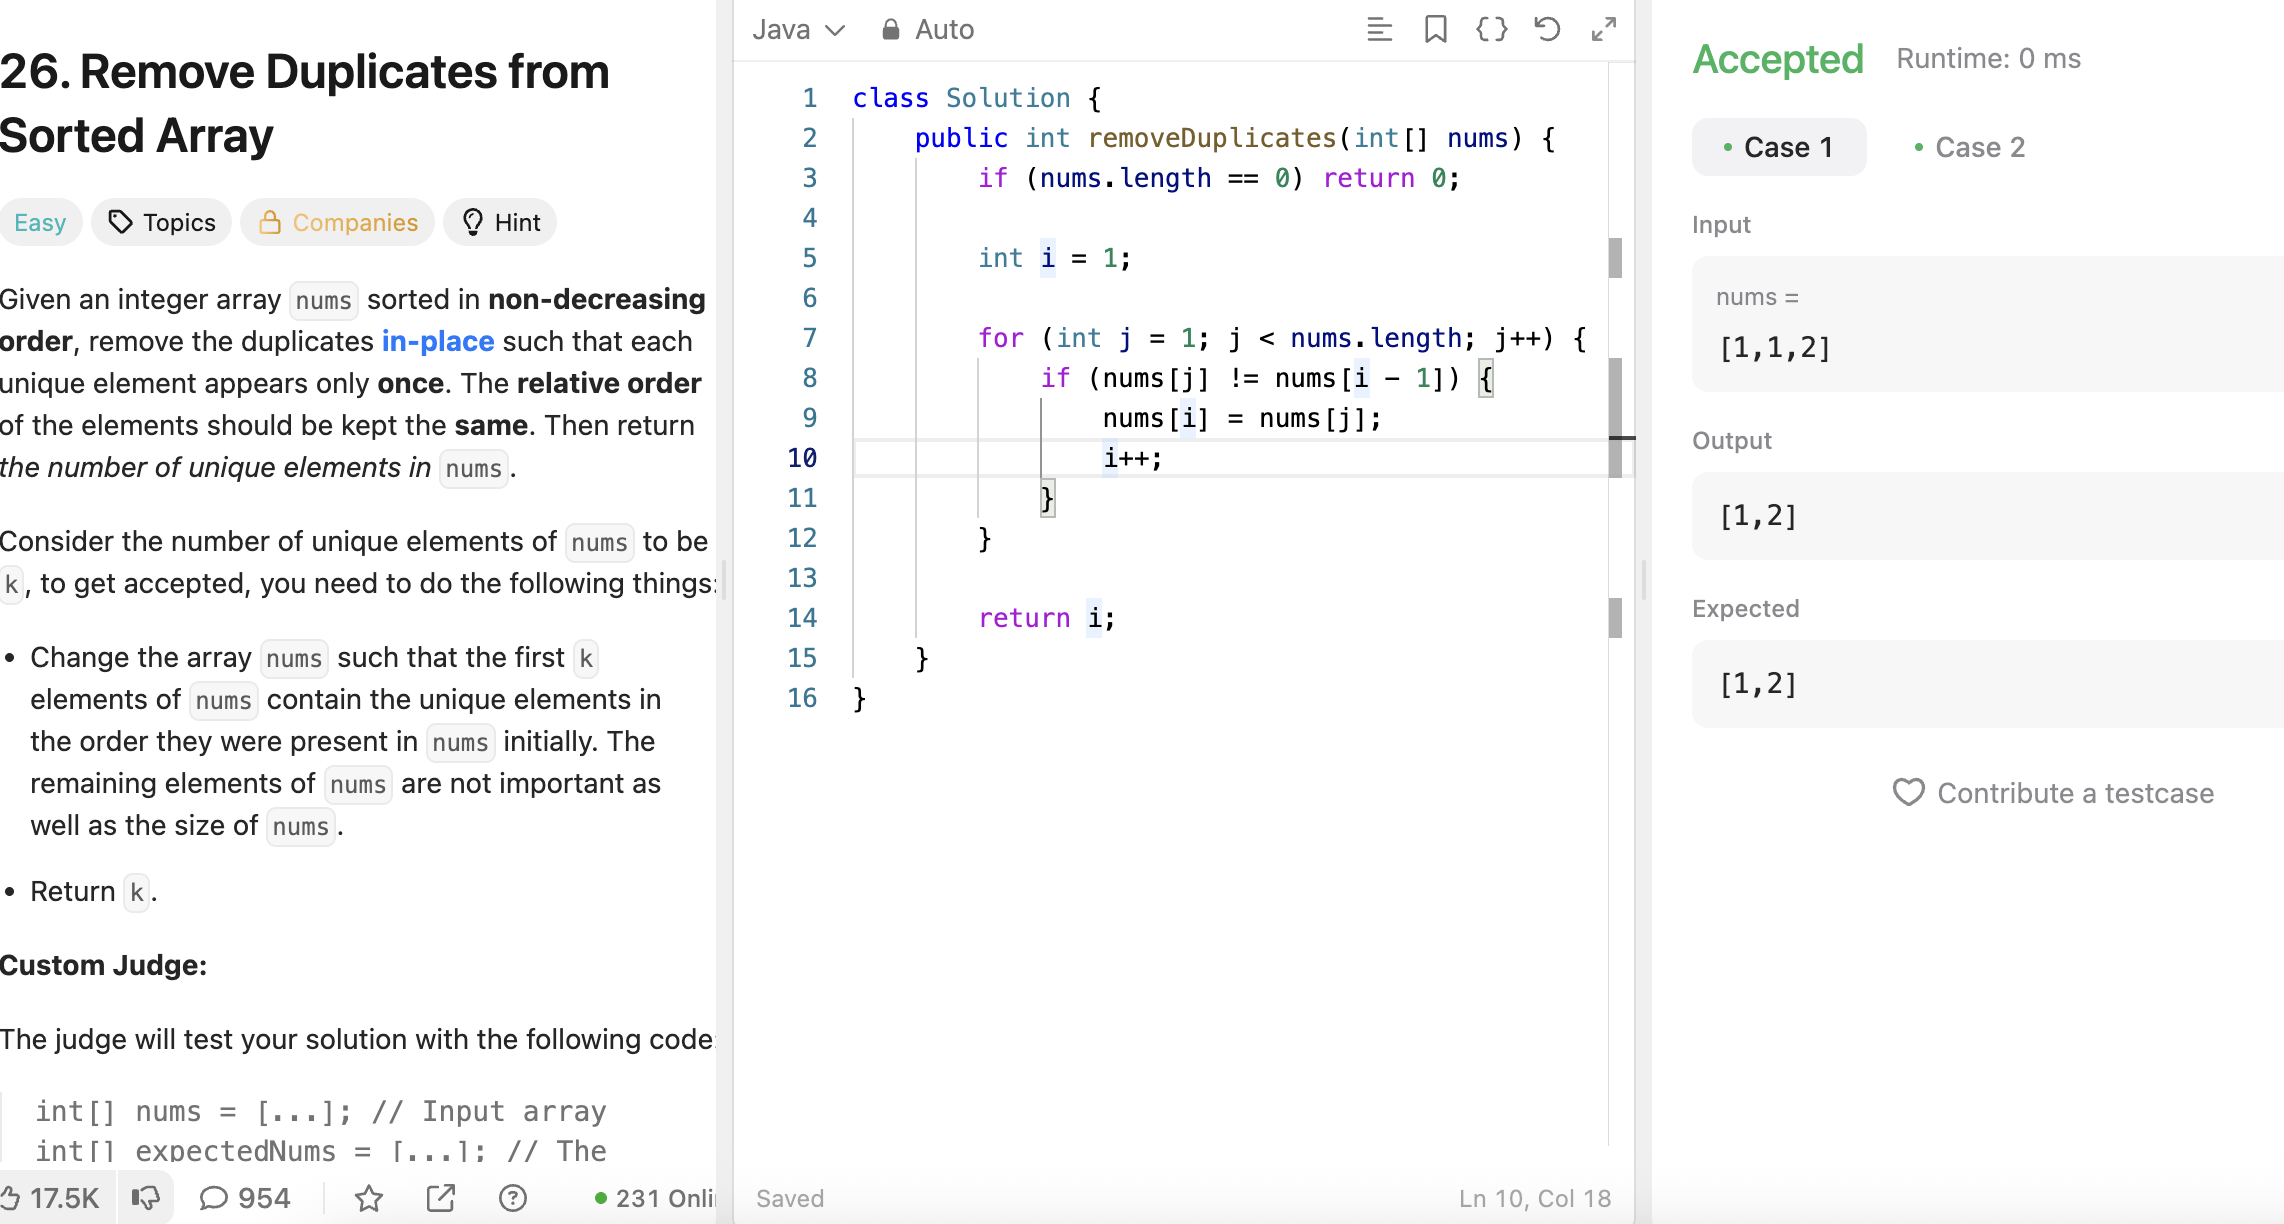 26. Remove Duplicates from
Sorted Array
Easy Topics Companies Hint
Given an integer array nums sorted in non-decreasing
order, remove the duplicates in-place such that each
unique element appears only once. The relative order
of the elements should be kept the same. Then return
the number of unique elements in nums.
Consider the number of unique elements of nums to be
k, to get accepted, you need to do the following things:
• Change the array nums such that the first k
elements of nums contain the unique elements in
the order they were present in nums initially. The
remaining elements of nums are not important as
well as the size of nums.
• Return k.
Custom Judge:
The judge will test your solution with the following code:
int[] nums = [...]; // Input array
int[] expectedNums = [...]; // The
17.5K 954 231 Onli
Java Auto
1 class Solution {
2     public int removeDuplicates(int[] nums) {
3         if (nums.length == 0) return 0;
4
5         int i = 1;
6
7         for (int j = 1; j < nums.length; j++) {
8             if (nums[j] != nums[i - 1]) {
9                 nums[i] = nums[j];
10                 i++;
11             }
12         }
13
14         return i;
15     }
16 }
Saved Ln 10, Col 18
Accepted Runtime: 0 ms
• Case 1 • Case 2
Input
nums =
[1,1,2]
Output
[1,2]
Expected
[1,2]
Contribute a testcase